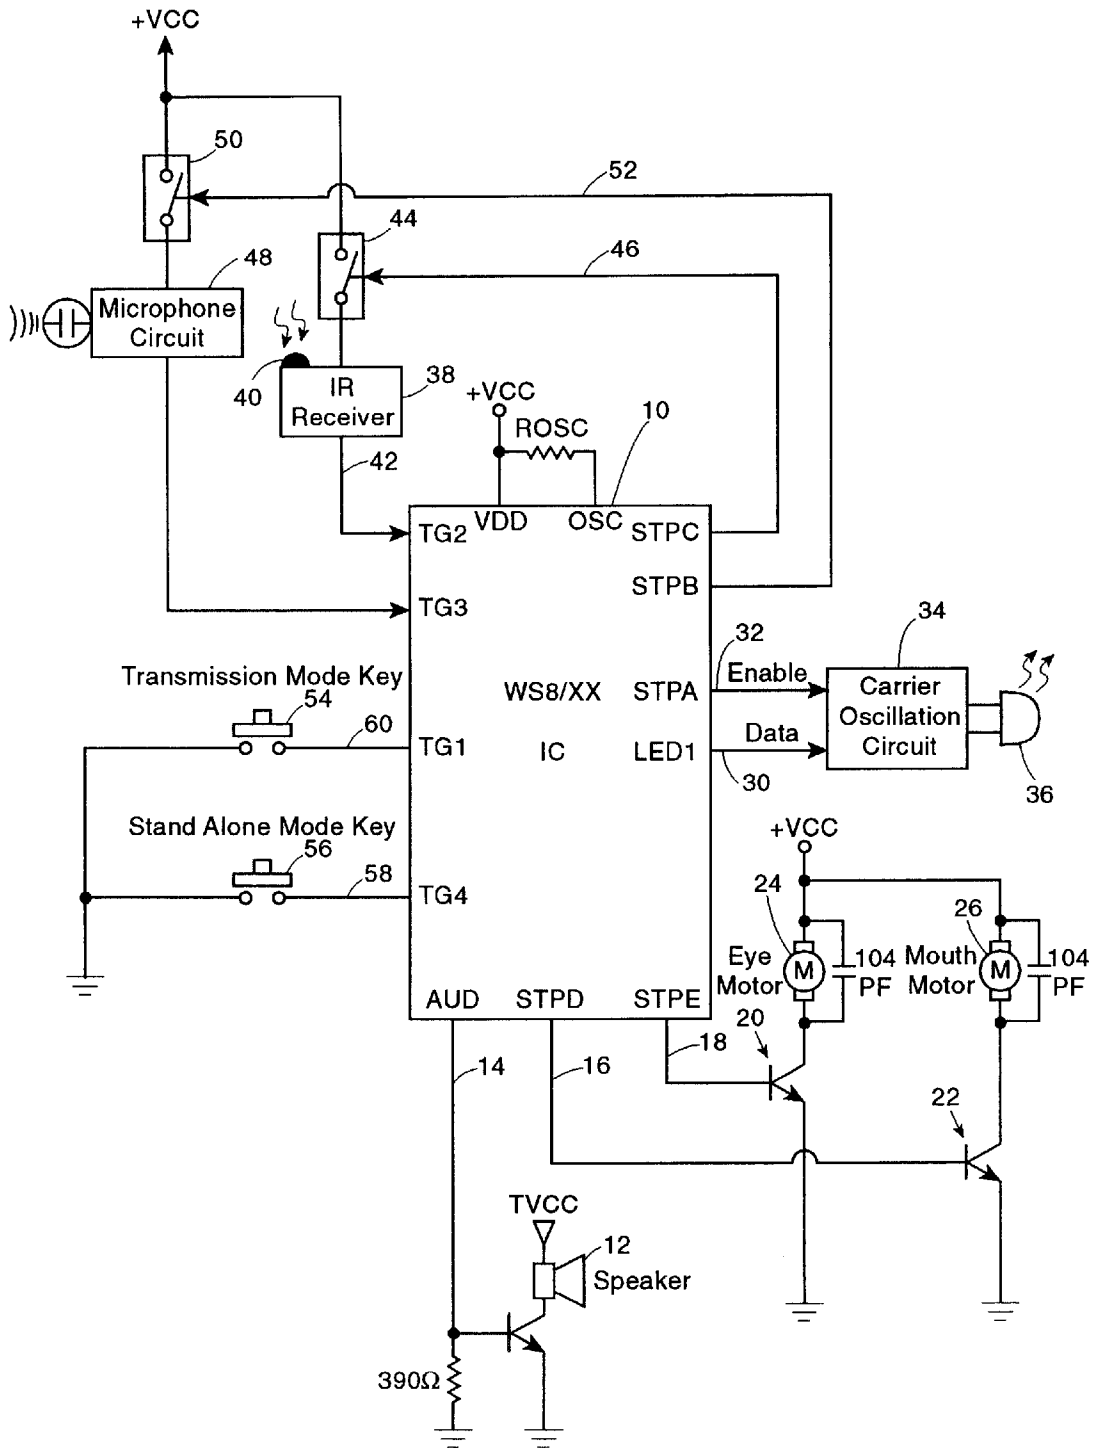 +VCC
50
52
44
46
48
Microphone
Circuit
40
IR
Receiver
38
+VCC
ROSC
10
42
VDD
OSC
TG2
STPC
STPB
TG3
34
32
Transmission Mode Key
54
WS8/XX
STPA
Enable
Carrier
Oscillation
Circuit
60
TG1
IC
LED1
Data
30
36
Stand Alone Mode Key
56
+VCC
58
TG4
24
26
Eye
Motor
M
104
PF
Mouth
Motor
M
104
PF
AUD
STPD
STPE
20
18
14
16
22
TVCC
12
Speaker
390Ω